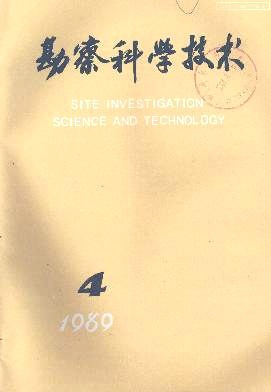 勘察科学技术
SITE INVESTIGATION
SCIENCE AND TECHNOLOGY
4
1989